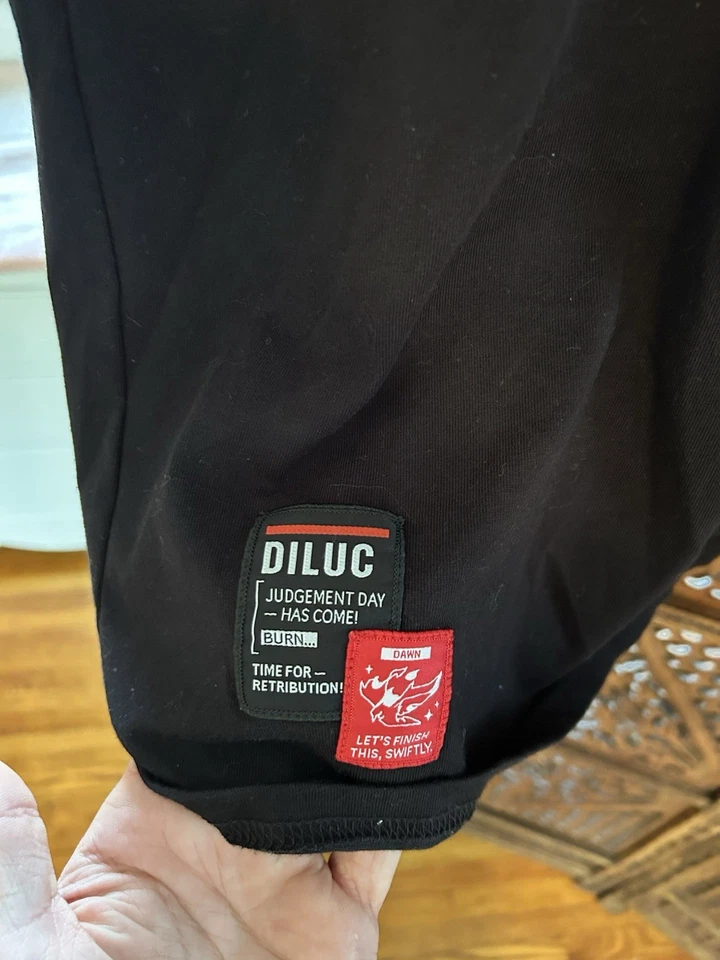 DILUC
JUDGEMENT DAY
— HAS COME!
BURN...
TIME FOR —
RETRIBUTION!
DAWN
LET'S FINISH
THIS, SWIFTLY.